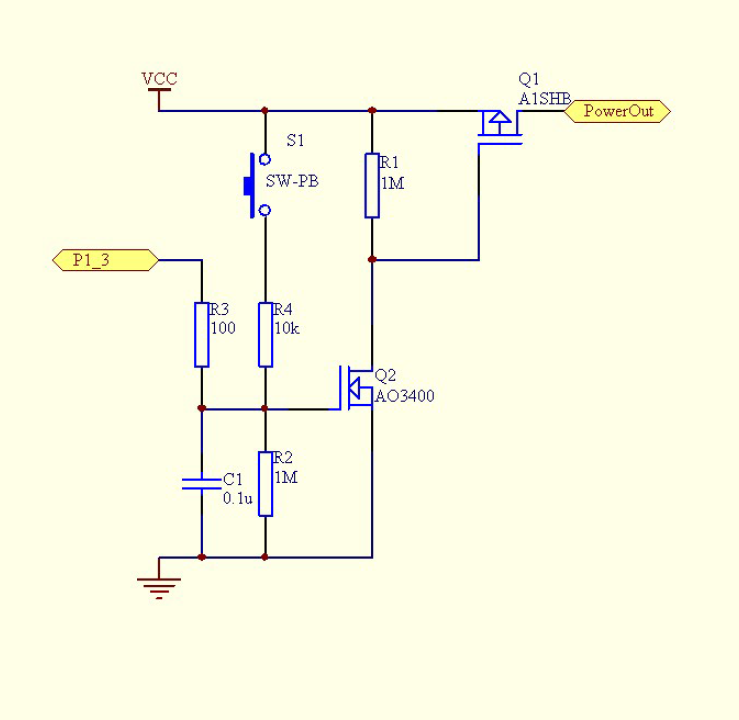 VCC
Q1
A1SHB
PowerOut
S1
SW-PB
R1
1M
P1_3
R3
100
R4
10k
Q2
AO3400
R2
1M
C1
0.1u